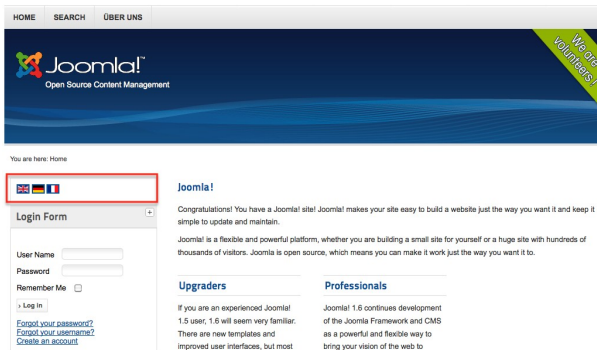 HOME SEARCH ÜBER UNS
We are
volunteers!
Joomla!™
Open Source Content Management
You are here: Home
Login Form +
User Name
Password
Remember Me
› Log in
Forgot your password?
Forgot your username?
Create an account
Joomla!
Congratulations! You have a Joomla! site! Joomla! makes your site easy to build a website just the way you want it and keep it
simple to update and maintain.
Joomla! is a flexible and powerful platform, whether you are building a small site for yourself or a huge site with hundreds of
thousands of visitors. Joomla is open source, which means you can make it work just the way you want it to.
Upgraders
If you are an experienced Joomla!
1.5 user, 1.6 will seem very familiar.
There are new templates and
improved user interfaces, but most
Professionals
Joomla! 1.6 continues development
of the Joomla Framework and CMS
as a powerful and flexible way to
bring your vision of the web to